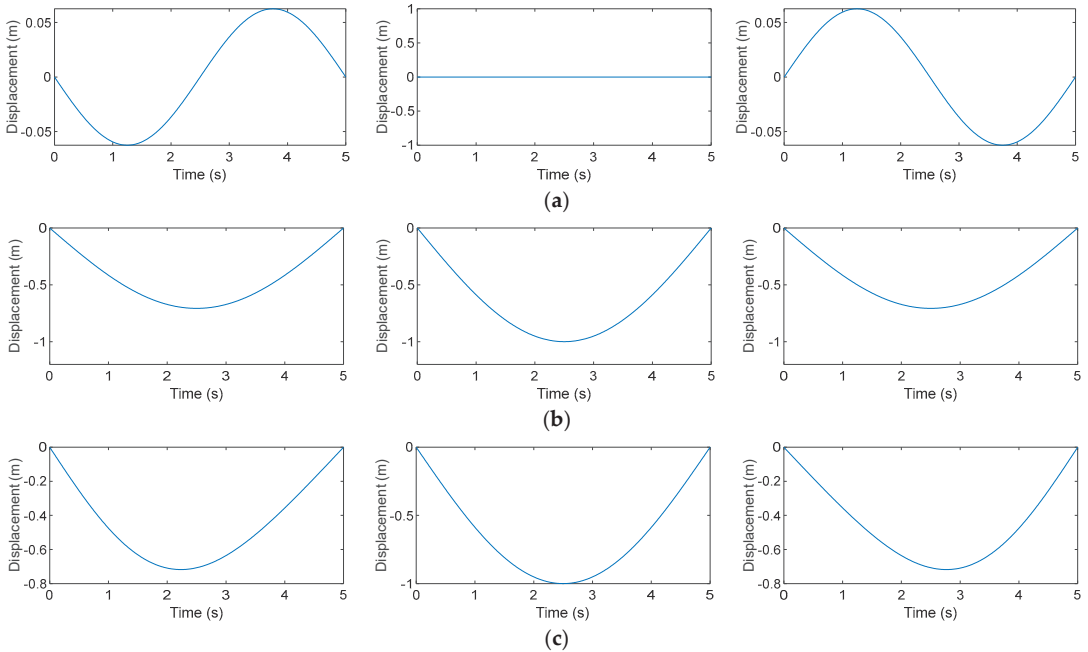 Displacement (m)
0.05
0
-0.05
0 1 2 3 4 5
Time (s)
Displacement (m)
1
0.5
0
-0.5
-1
0 1 2 3 4 5
Time (s)
Displacement (m)
0.05
0
-0.05
0 1 2 3 4 5
Time (s)
(a)
Displacement (m)
0
-0.5
-1
0 1 2 3 4 5
Time (s)
Displacement (m)
0
-0.5
-1
0 1 2 3 4 5
Time (s)
Displacement (m)
0
-0.5
-1
0 1 2 3 4 5
Time (s)
(b)
Displacement (m)
0
-0.2
-0.4
-0.6
-0.8
0 1 2 3 4 5
Time (s)
Displacement (m)
0
-0.5
-1
0 1 2 3 4 5
Time (s)
Displacement (m)
0
-0.2
-0.4
-0.6
-0.8
0 1 2 3 4 5
Time (s)
(c)